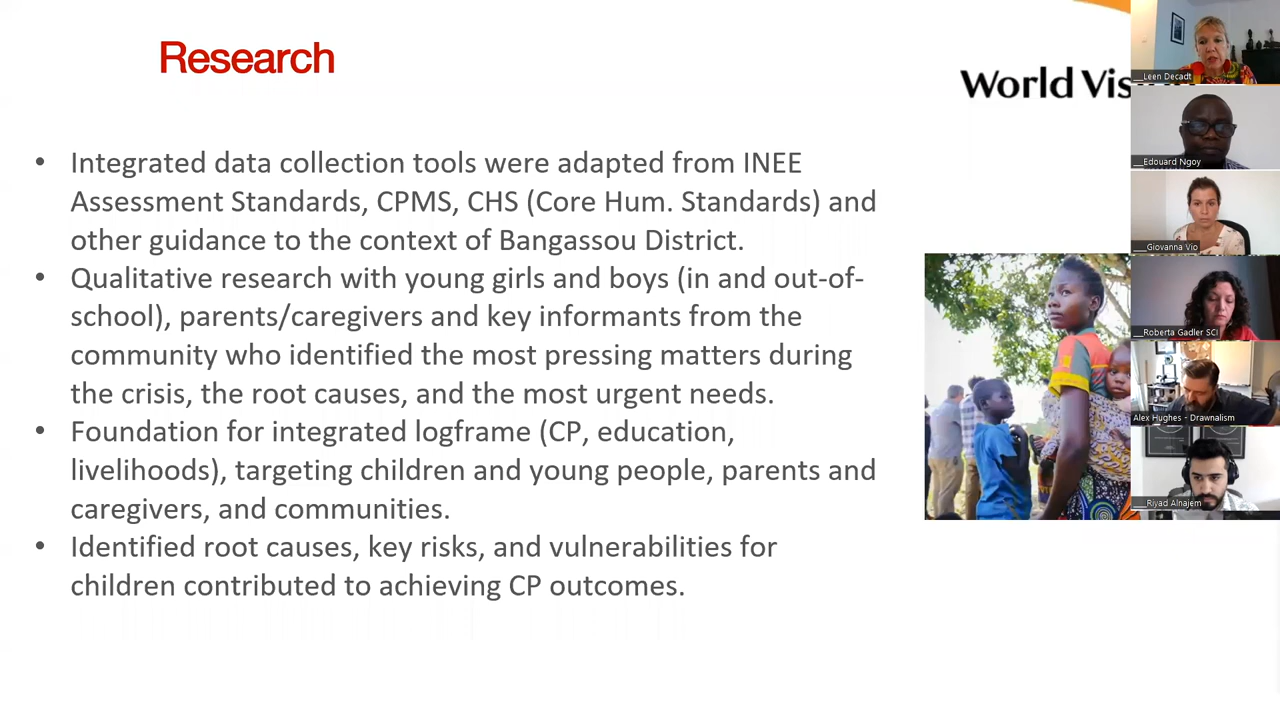 Research
World Vis
Integrated data collection tools were adapted from INEE
Assessment Standards, CPMS, CHS (Core Hum. Standards) and
other guidance to the context of Bangassou District.
Qualitative research with young girls and boys (in and out-of-
school), parents/caregivers and key informants from the
community who identified the most pressing matters during
the crisis, the root causes, and the most urgent needs.
Foundation for integrated logframe (CP, education,
livelihoods), targeting children and young people, parents and
caregivers, and communities.
Identified root causes, key risks, and vulnerabilities for
children contributed to achieving CP outcomes.
__Leen Decadt
__Edouard Ngoy
__Giovanna Vio
__Roberta Gadler SCI
Alex Hughes - Drawnalism
__Riyad Alnajem